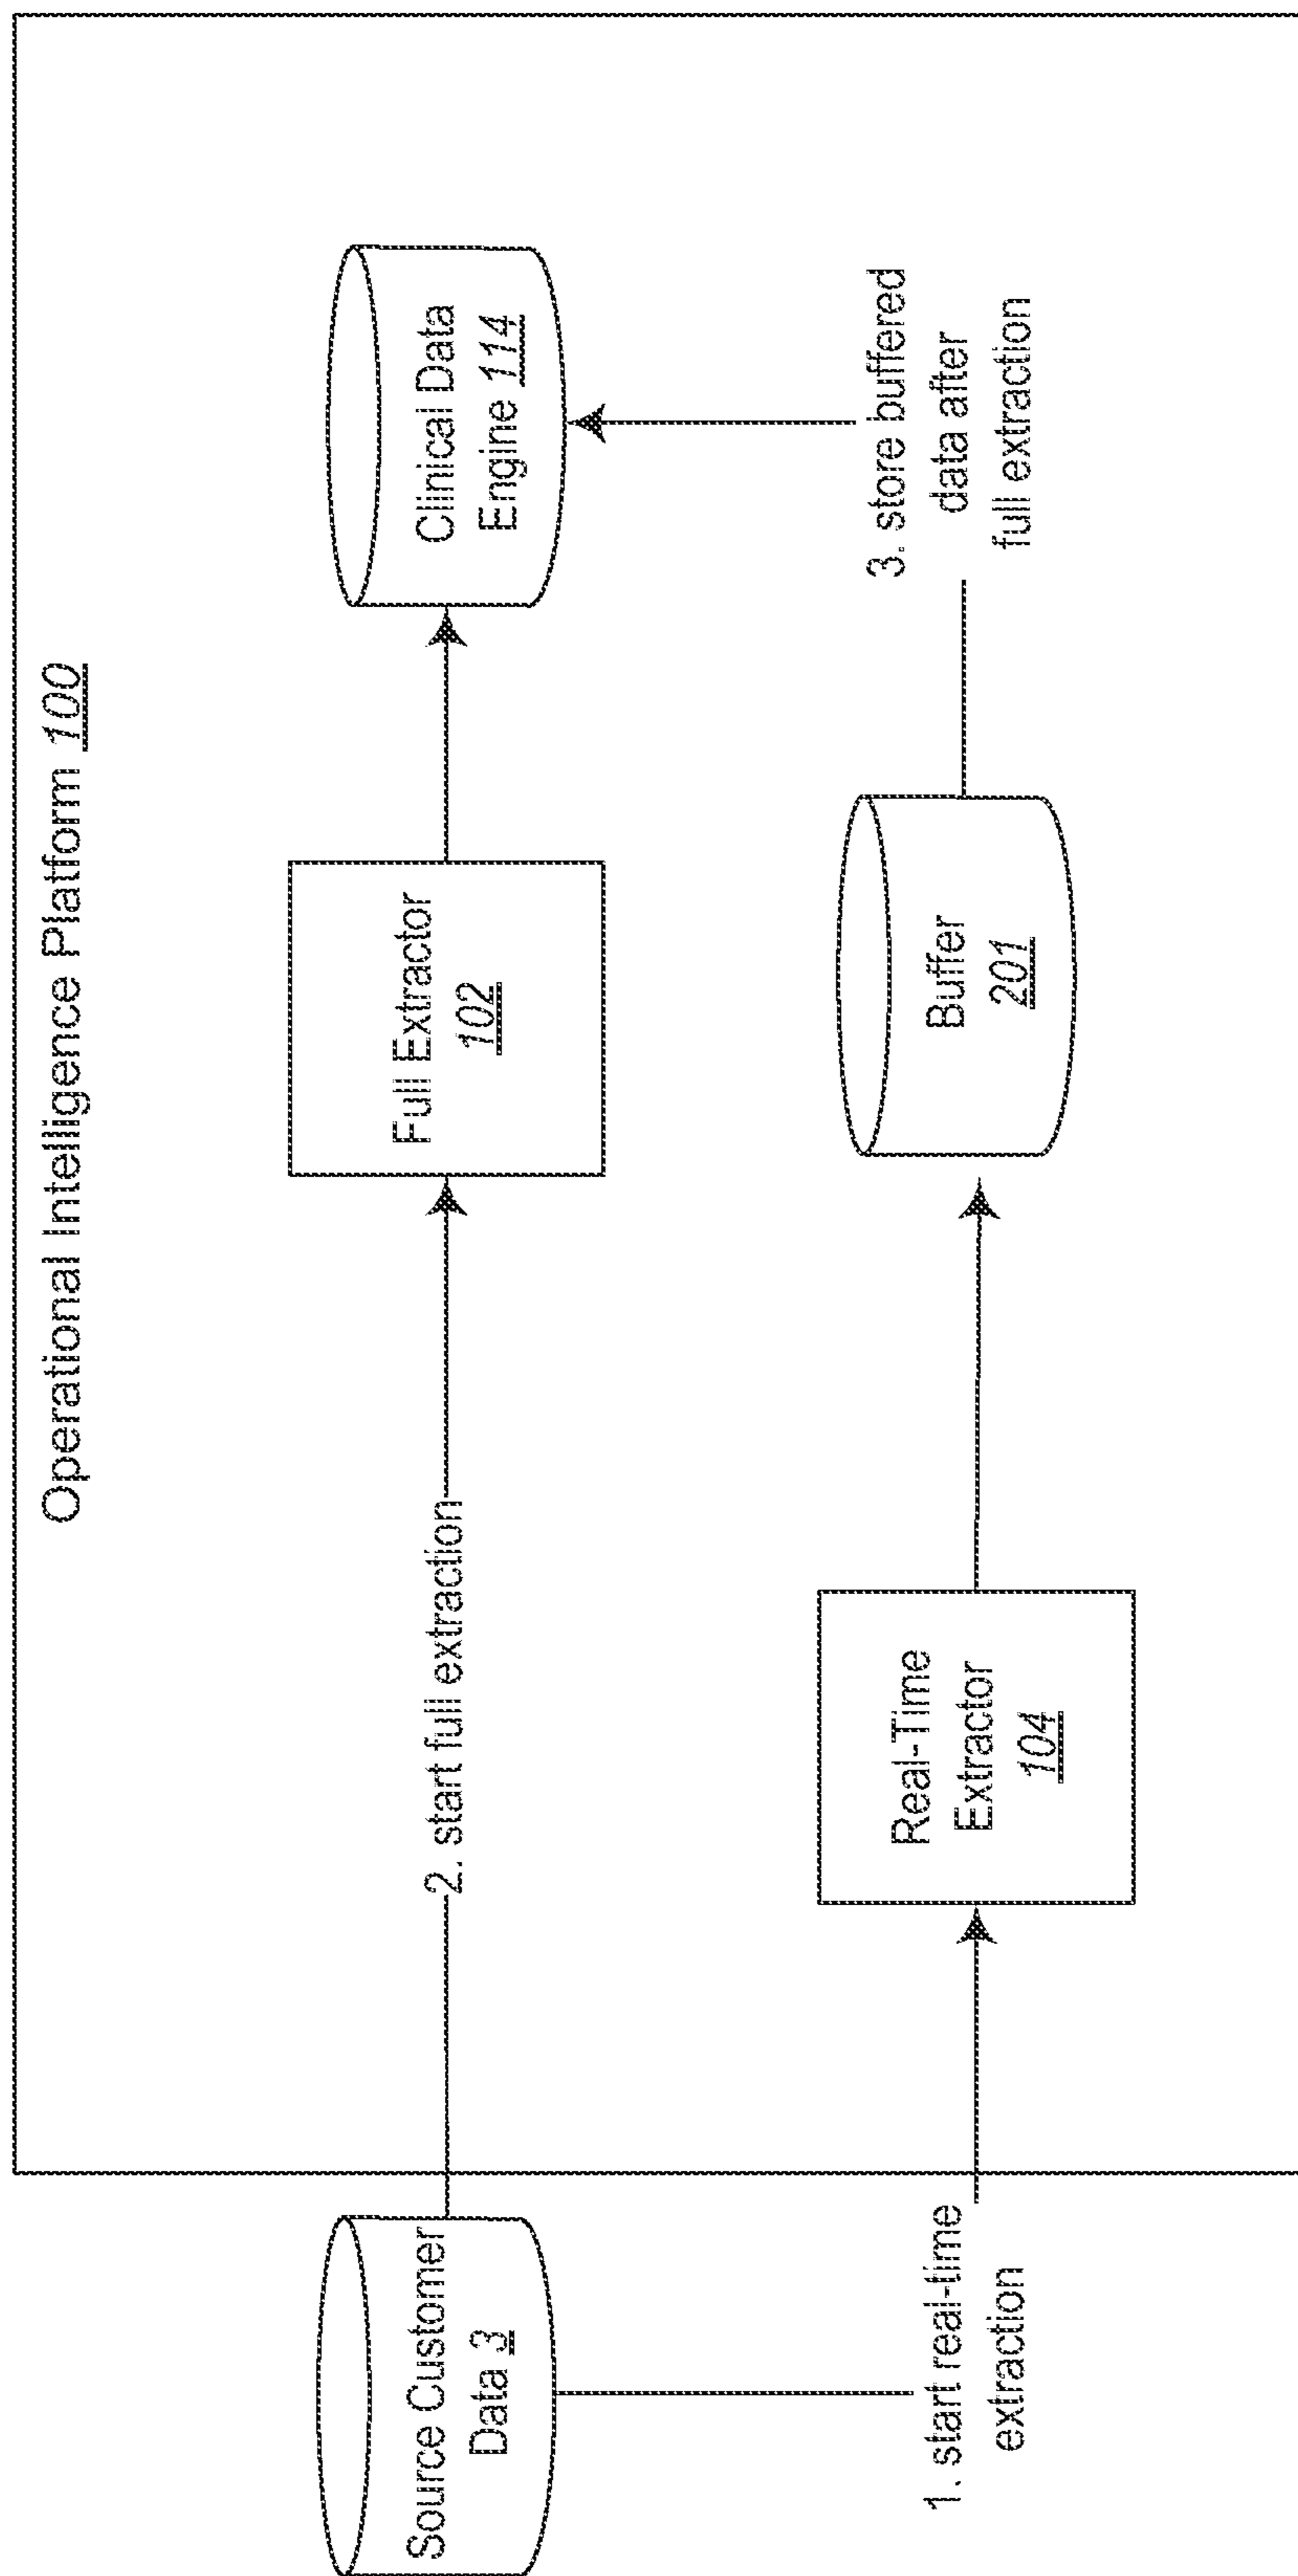 Operational Intelligence Platform 100
Source Customer
Data 3
2. start full extraction
Full Extractor
102
Clinical Data
Engine 114
1. start real-time
extraction
Real-Time
Extractor
104
Buffer
201
3. store buffered
data after
full extraction